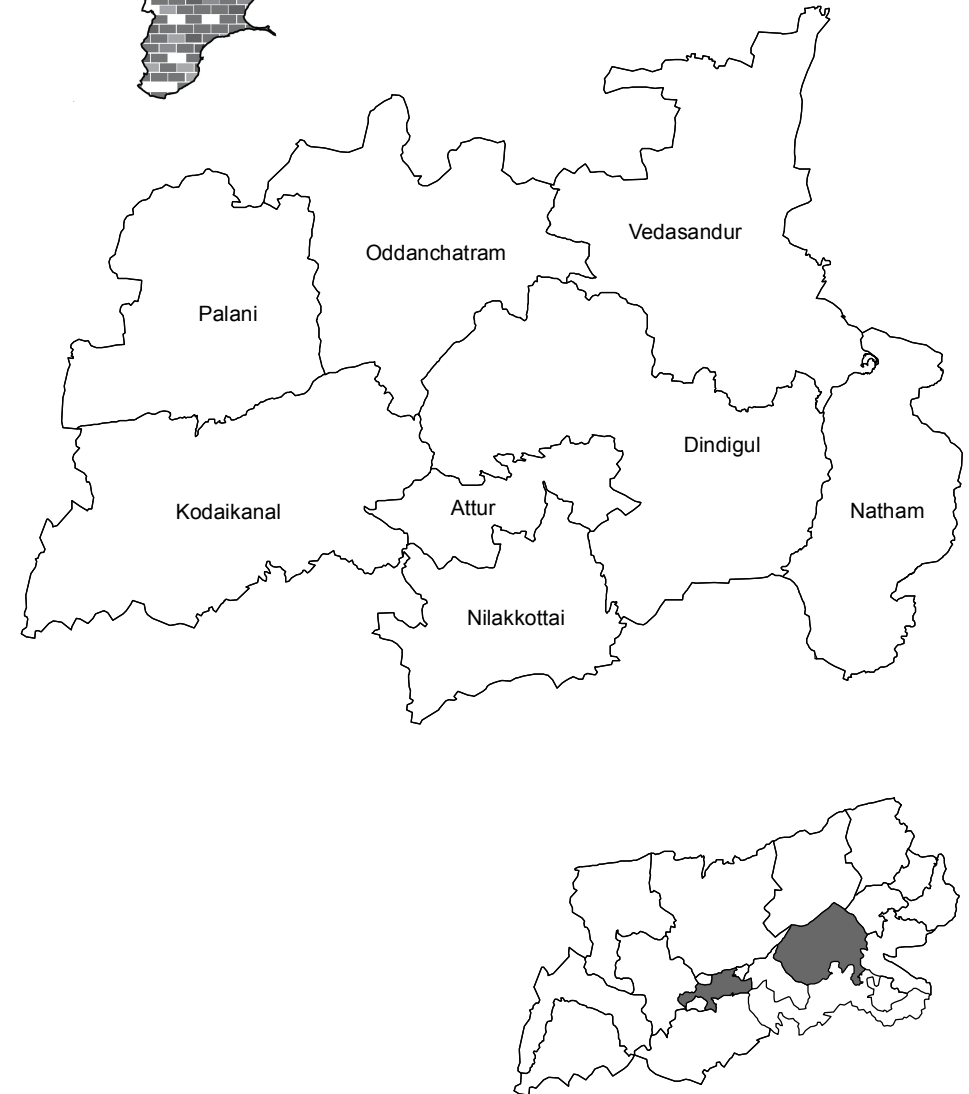 Vedasandur
Oddanchatram
Palani
Dindigul
Attur
Kodaikanal
Natham
Nilakkottai